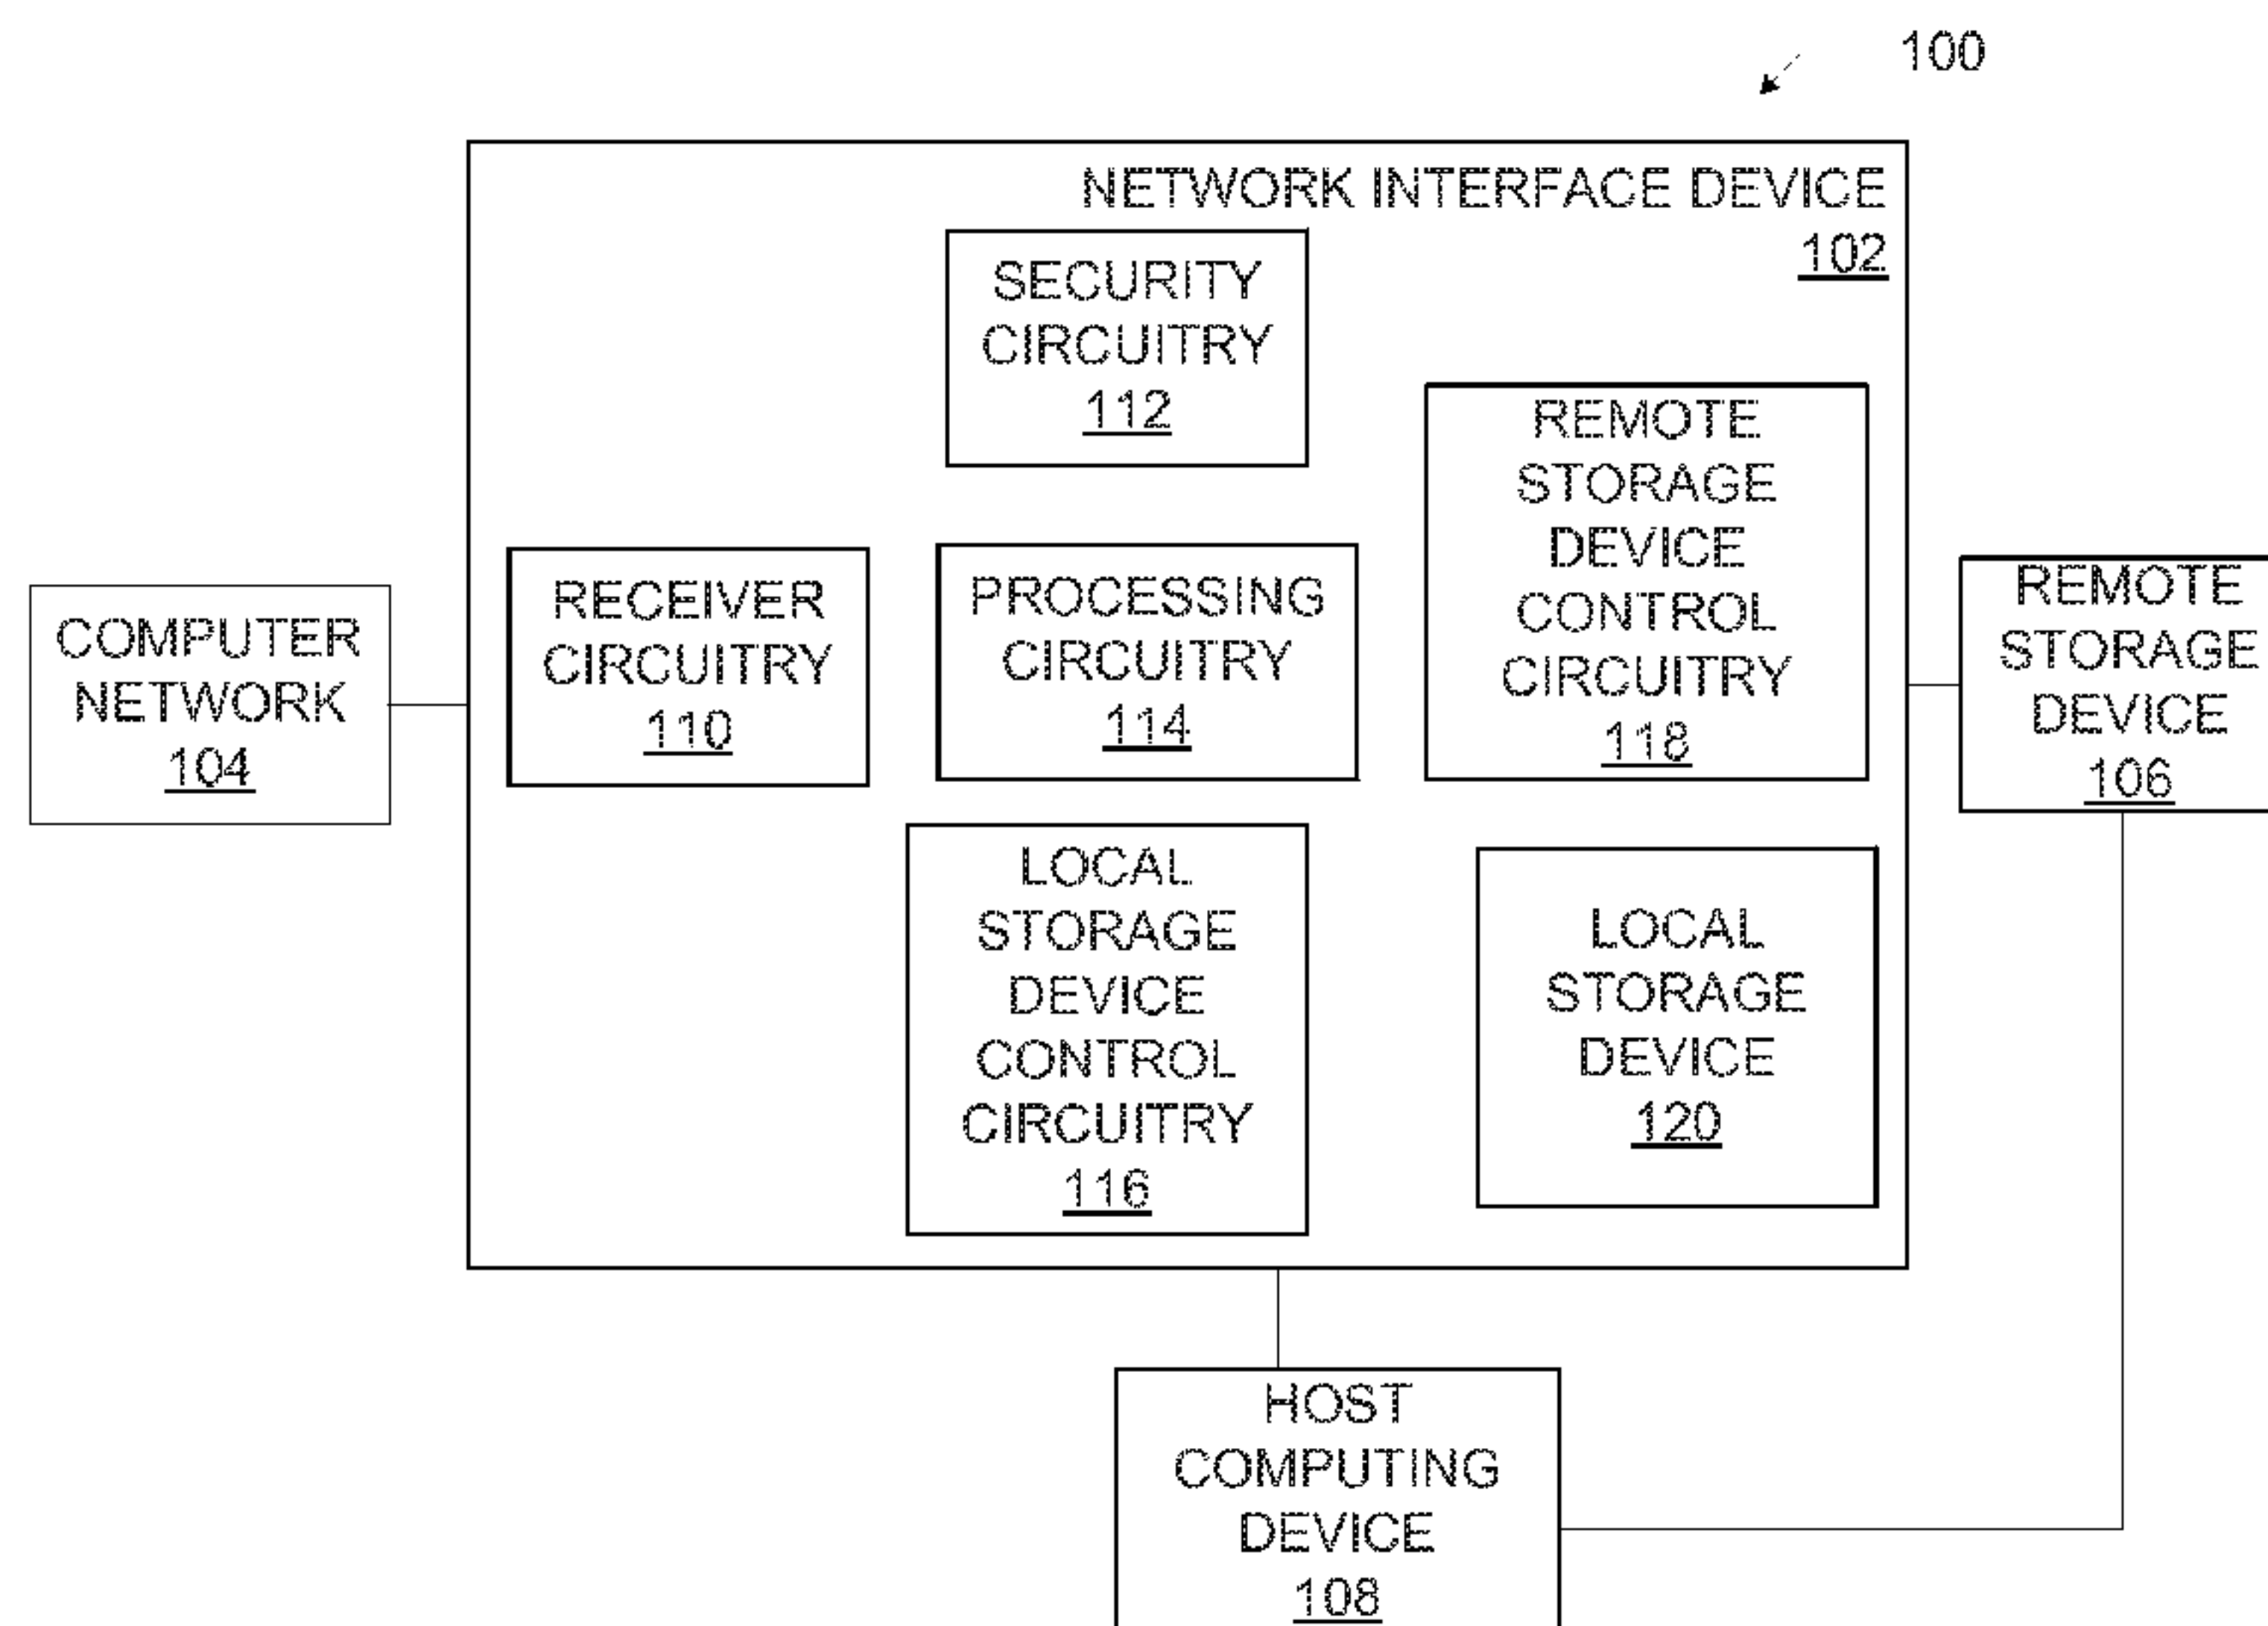 100
NETWORK INTERFACE DEVICE
102
SECURITY
CIRCUITRY
112
REMOTE
STORAGE
DEVICE
CONTROL
CIRCUITRY
118
RECEIVER
CIRCUITRY
110
PROCESSING
CIRCUITRY
114
COMPUTER
NETWORK
104
REMOTE
STORAGE
DEVICE
106
LOCAL
STORAGE
DEVICE
CONTROL
CIRCUITRY
116
LOCAL
STORAGE
DEVICE
120
HOST
COMPUTING
DEVICE
108